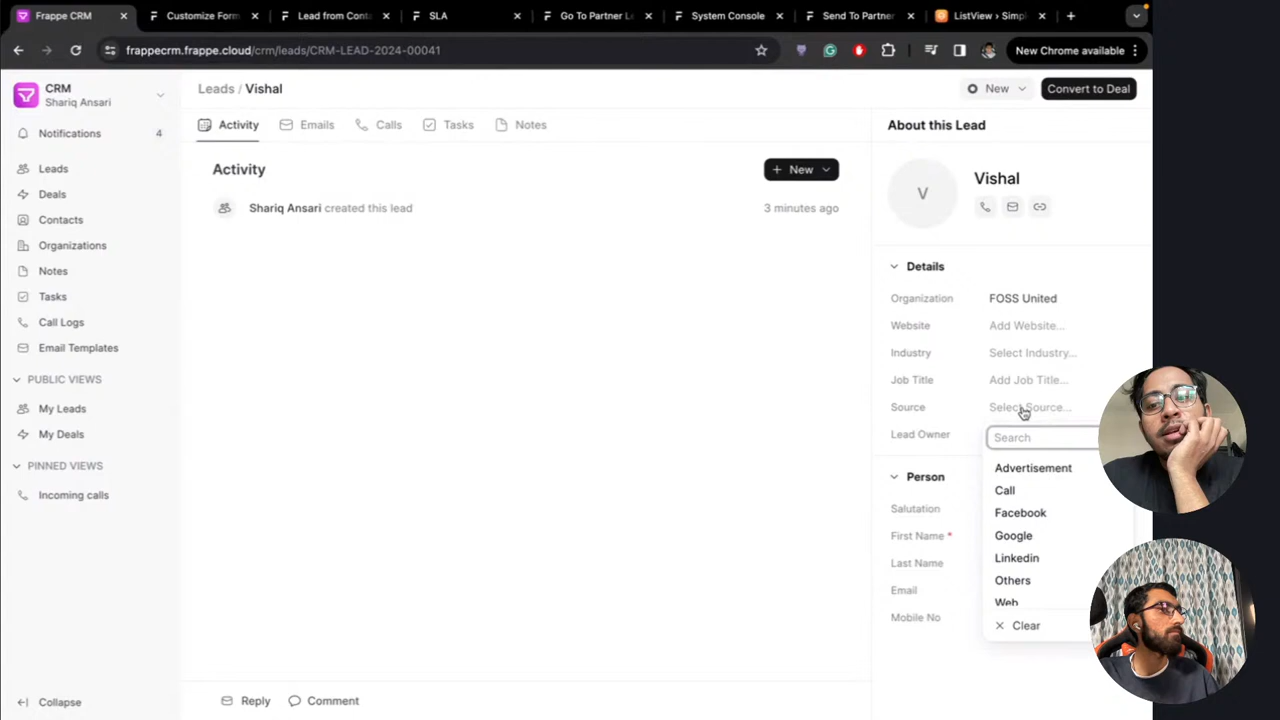 Frappe CRM
Customize Form
Lead from Conta
SLA
Go To Partner Le
System Console
Send To Partner
ListView › Simpl
frappecrm.frappe.cloud/crm/leads/CRM-LEAD-2024-00041
New Chrome available
CRM
Shariq Ansari
Notifications 4
Leads
Deals
Contacts
Organizations
Notes
Tasks
Call Logs
Email Templates
PUBLIC VIEWS
My Leads
My Deals
PINNED VIEWS
Incoming calls
Collapse
Leads / Vishal
New
Convert to Deal
Activity
Emails
Calls
Tasks
Notes
Activity
+ New
Shariq Ansari created this lead 3 minutes ago
Reply
Comment
About this Lead
V
Vishal
Details
Organization FOSS United
Website Add Website...
Industry Select Industry...
Job Title Add Job Title...
Source Select Source...
Lead Owner
Search
Advertisement
Call
Facebook
Google
Linkedin
Others
Web
Clear
Person
Salutation
First Name *
Last Name
Email
Mobile No